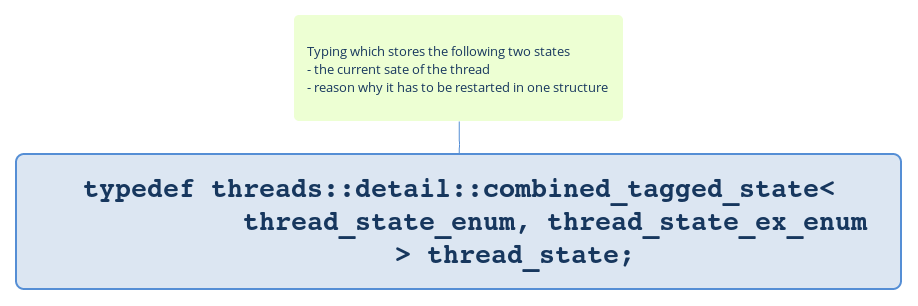 Typing which stores the following two states
- the current sate of the thread
- reason why it has to be restarted in one structure
typedef threads::detail::combined_tagged_state<
thread_state_enum, thread_state_ex_enum
> thread_state;